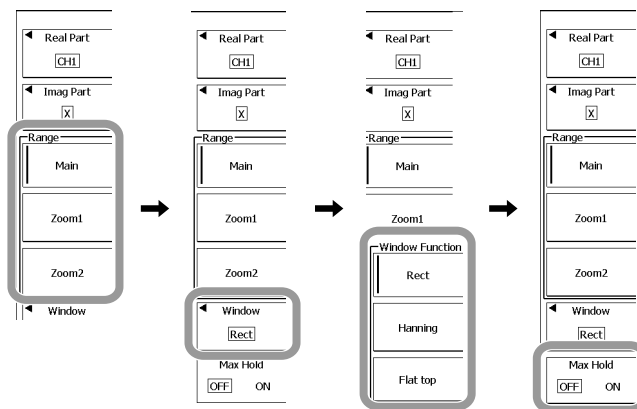 Real Part
CH1
Imag Part
X
Range
Main
Zoom1
Zoom2
Window
Real Part
CH1
Imag Part
X
Range
Main
Zoom1
Zoom2
Window
Rect
Max Hold
OFF ON
Real Part
CH1
Imag Part
X
Range
Main
Zoom1
Window Function
Rect
Hanning
Flat top
Real Part
CH1
Imag Part
X
Range
Main
Zoom1
Zoom2
Window
Rect
Max Hold
OFF ON